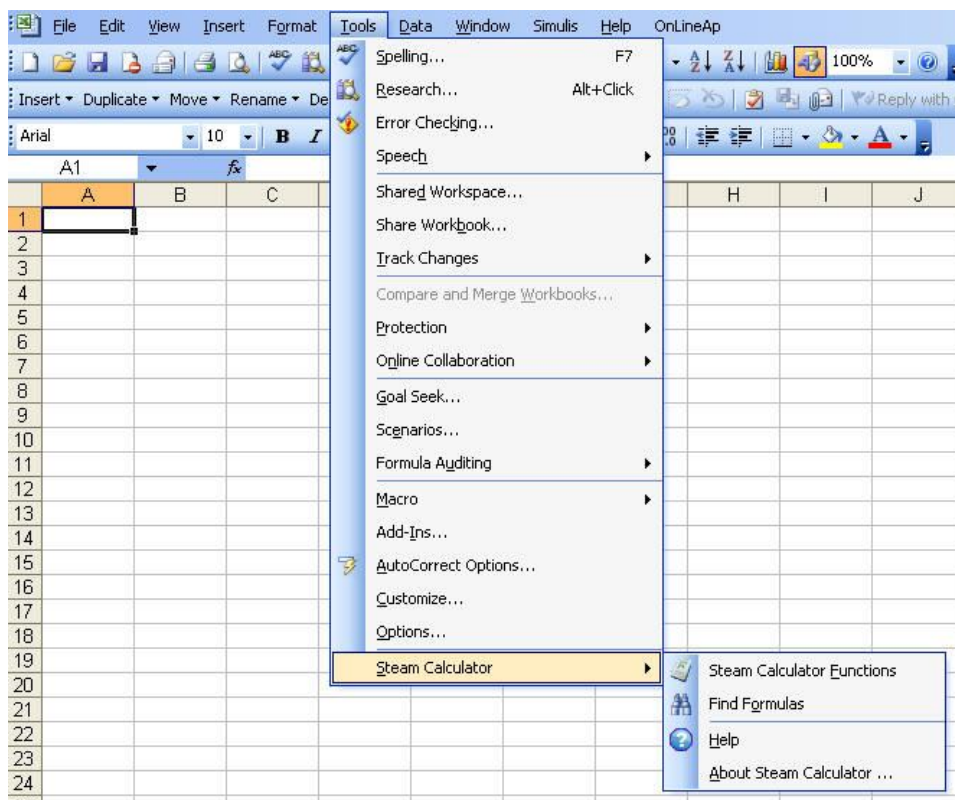 File Edit View Insert Format Tools Data Window Simulis Help OnLineAp
ABC 100%
Insert Duplicate Move Rename De
Reply with
Arial 10 B I
A
A1 fx
A B C H I J
1
2
3
4
5
6
7
8
9
10
11
12
13
14
15
16
17
18
19
20
21
22
23
24
ABC Spelling... F7
Research... Alt+Click
Error Checking...
Speech
Shared Workspace...
Share Workbook...
Track Changes
Compare and Merge Workbooks...
Protection
Online Collaboration
Goal Seek...
Scenarios...
Formula Auditing
Macro
Add-Ins...
AutoCorrect Options...
Customize...
Options...
Steam Calculator
Steam Calculator Functions
Find Formulas
Help
About Steam Calculator ...